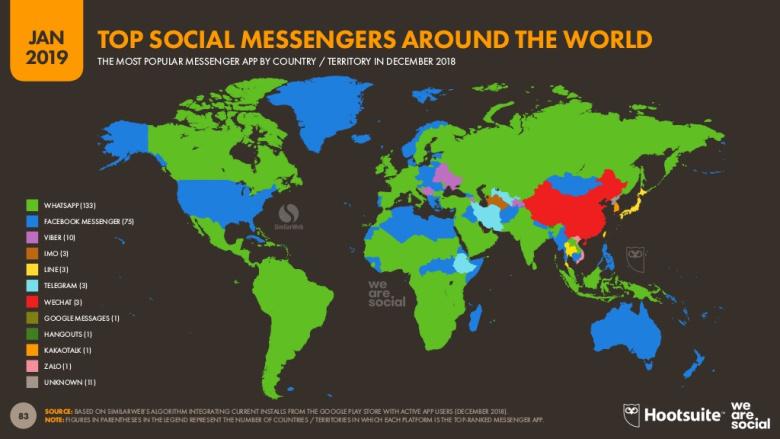 JAN
2019
TOP SOCIAL MESSENGERS AROUND THE WORLD
THE MOST POPULAR MESSENGER APP BY COUNTRY / TERRITORY IN DECEMBER 2018
WHATSAPP (133)
FACEBOOK MESSENGER (75)
VIBER (10)
IMO (3)
LINE (3)
TELEGRAM (3)
WECHAT (3)
GOOGLE MESSAGES (1)
HANGOUTS (1)
KAKAOTALK (1)
ZALO (1)
UNKNOWN (11)
SimilarWeb
we
are.
social
83
SOURCE: BASED ON SIMILARWEB'S ALGORITHM INTEGRATING CURRENT INSTALLS FROM THE GOOGLE PLAY STORE WITH ACTIVE APP USERS (DECEMBER 2018).
NOTE: FIGURES IN PARENTHESES IN THE LEGEND REPRESENT THE NUMBER OF COUNTRIES / TERRITORIES IN WHICH EACH PLATFORM IS THE TOP-RANKED MESSENGER APP.
Hootsuite™
we
are.
social